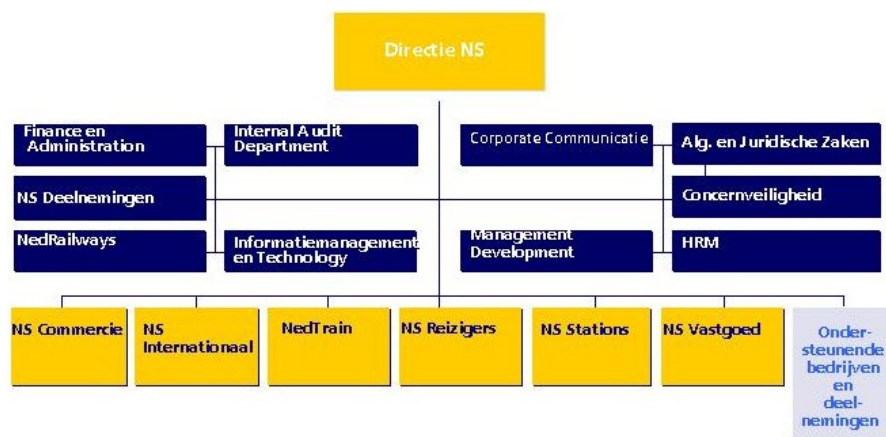 Directie NS
Finance en
Administration
Internal Audit
Department
Corporate Communicatie
Alg. en Juridische Zaken
NS Deelnemingen
Concernveiligheid
NedRailways
Informatiemanagement
en Technology
Management
Development
HRM
NS Commercie
NS
Internationaal
NedTrain
NS Reizigers
NS Stations
NS Vastgoed
Onder-
steunende
bedrijven
en
deel-
nemingen